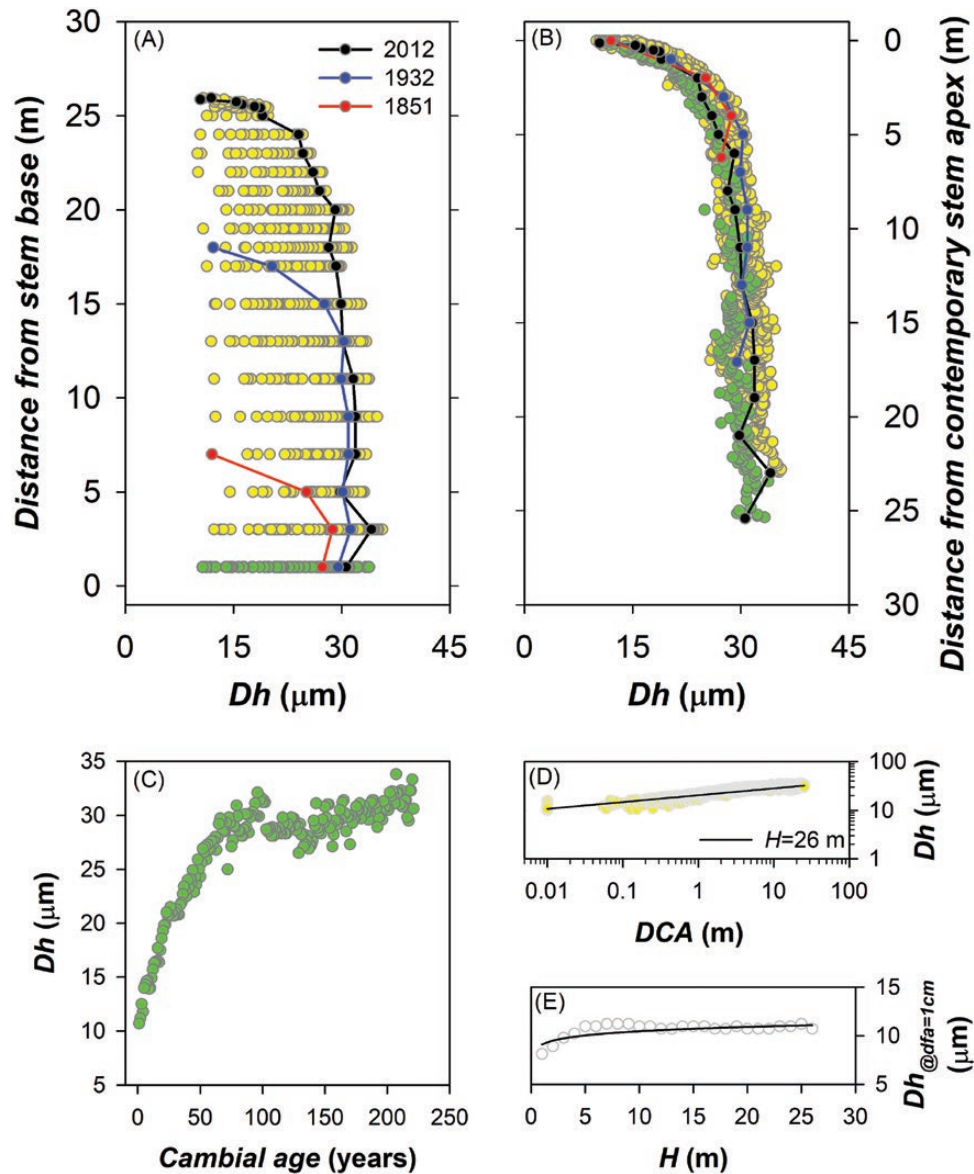 (A)
2012
1932
1851
30
25
20
15
10
5
0
Distance from stem base (m)
0 15 30 45
Dh (μm)
(B)
0
5
10
15
20
25
30
Distance from contemporary stem apex (m)
0 15 30 45
Dh (μm)
(C)
35
30
25
20
15
10
5
Dh (μm)
0 50 100 150 200 250
Cambial age (years)
(D)
H=26 m
100
10
1
Dh (μm)
0.01 0.1 1 10 100
DCA (m)
(E)
15
10
5
Dh@dfa=1cm
(μm)
0 5 10 15 20 25 30
H (m)